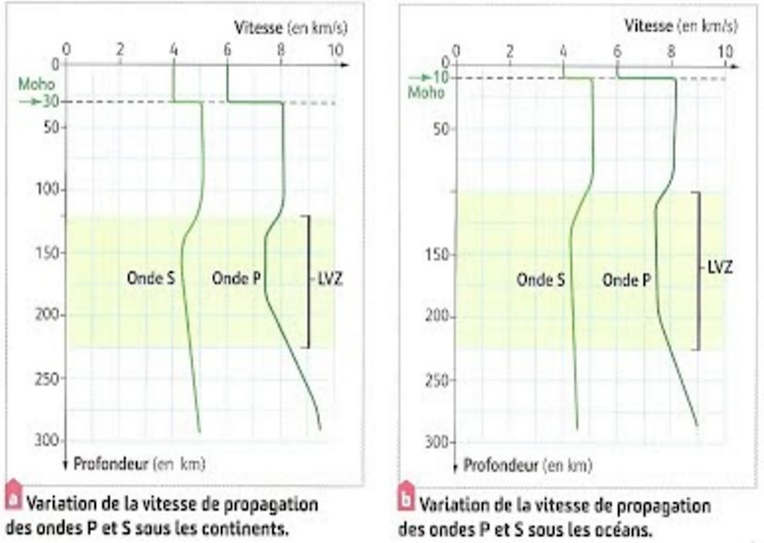 Vitesse (en km/s)
0 2 4 6 8 10
0
Moho
30
50
100
150
200
250
300
Onde S Onde P LVZ
Profondeur (en km)
a Variation de la vitesse de propagation
des ondes P et S sous les continents.
Vitesse (en km/s)
0 2 4 6 8 10
0
10
Moho
50
150
200
250
300
Onde S Onde P LVZ
Profondeur (en km)
b Variation de la vitesse de propagation
des ondes P et S sous les océans.